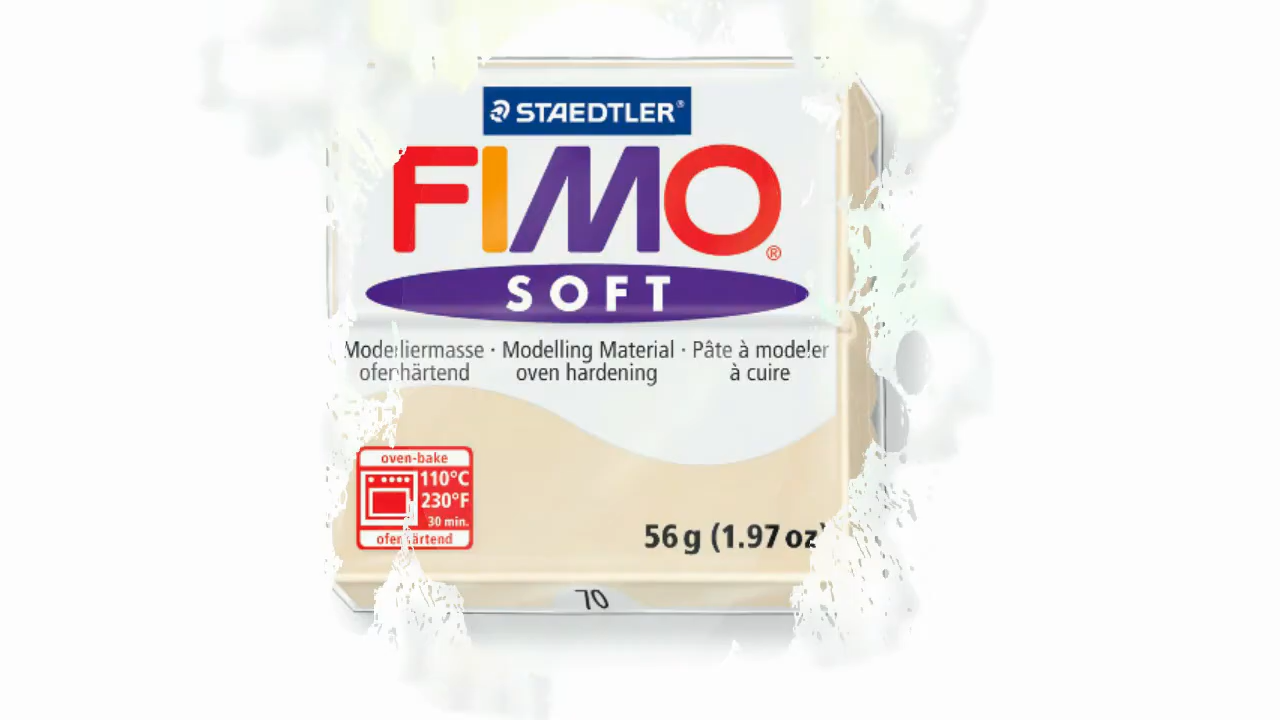 STAEDTLER®
FIMO®
SOFT
Modelliermasse · Modelling Material · Pâte à modeler
ofenhärtend oven hardening à cuire
oven-bake
110°C
230°F
30 min.
ofenhärtend
56 g (1.97 oz)
70